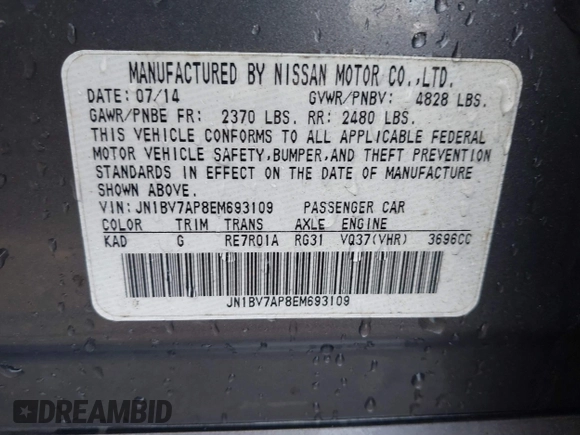 MANUFACTURED BY NISSAN MOTOR CO.,LTD.
DATE: 07/14 GVWR/PNBV: 4828 LBS.
GAWR/PNBE FR: 2370 LBS. RR: 2480 LBS.
THIS VEHICLE CONFORMS TO ALL APPLICABLE FEDERAL
MOTOR VEHICLE SAFETY,BUMPER,AND THEFT PREVENTION
STANDARDS IN EFFECT ON THE DATE OF MANUFACTURE
SHOWN ABOVE.
VIN: JN1BV7AP8EM693109 PASSENGER CAR
COLOR TRIM TRANS AXLE ENGINE
KAD G RE7R01A RG31 VQ37(VHR) 3696CC
JN1BV7AP8EM693109
DREAMBID